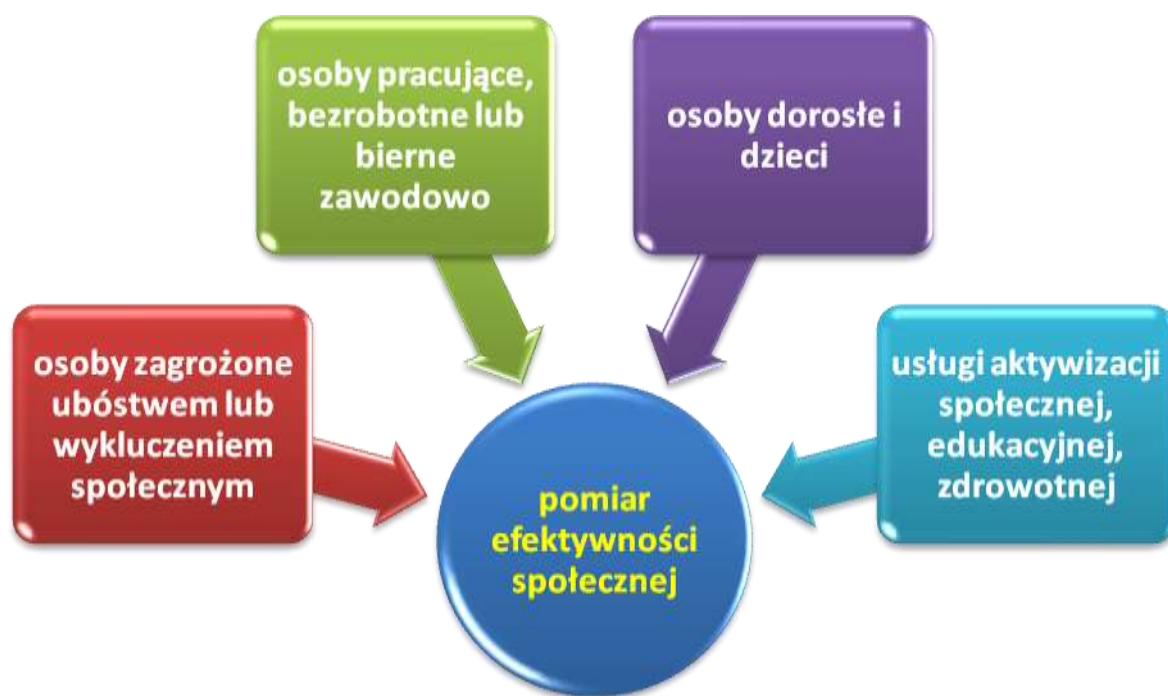 osoby pracujące,
bezrobotne lub
bierne
zawodowo
osoby dorosłe i
dzieci
osoby zagrożone
ubóstwem lub
wykluczeniem
społecznym
usługi aktywizacji
społecznej,
edukacyjnej,
zdrowotnej
pomiar
efektywności
społecznej